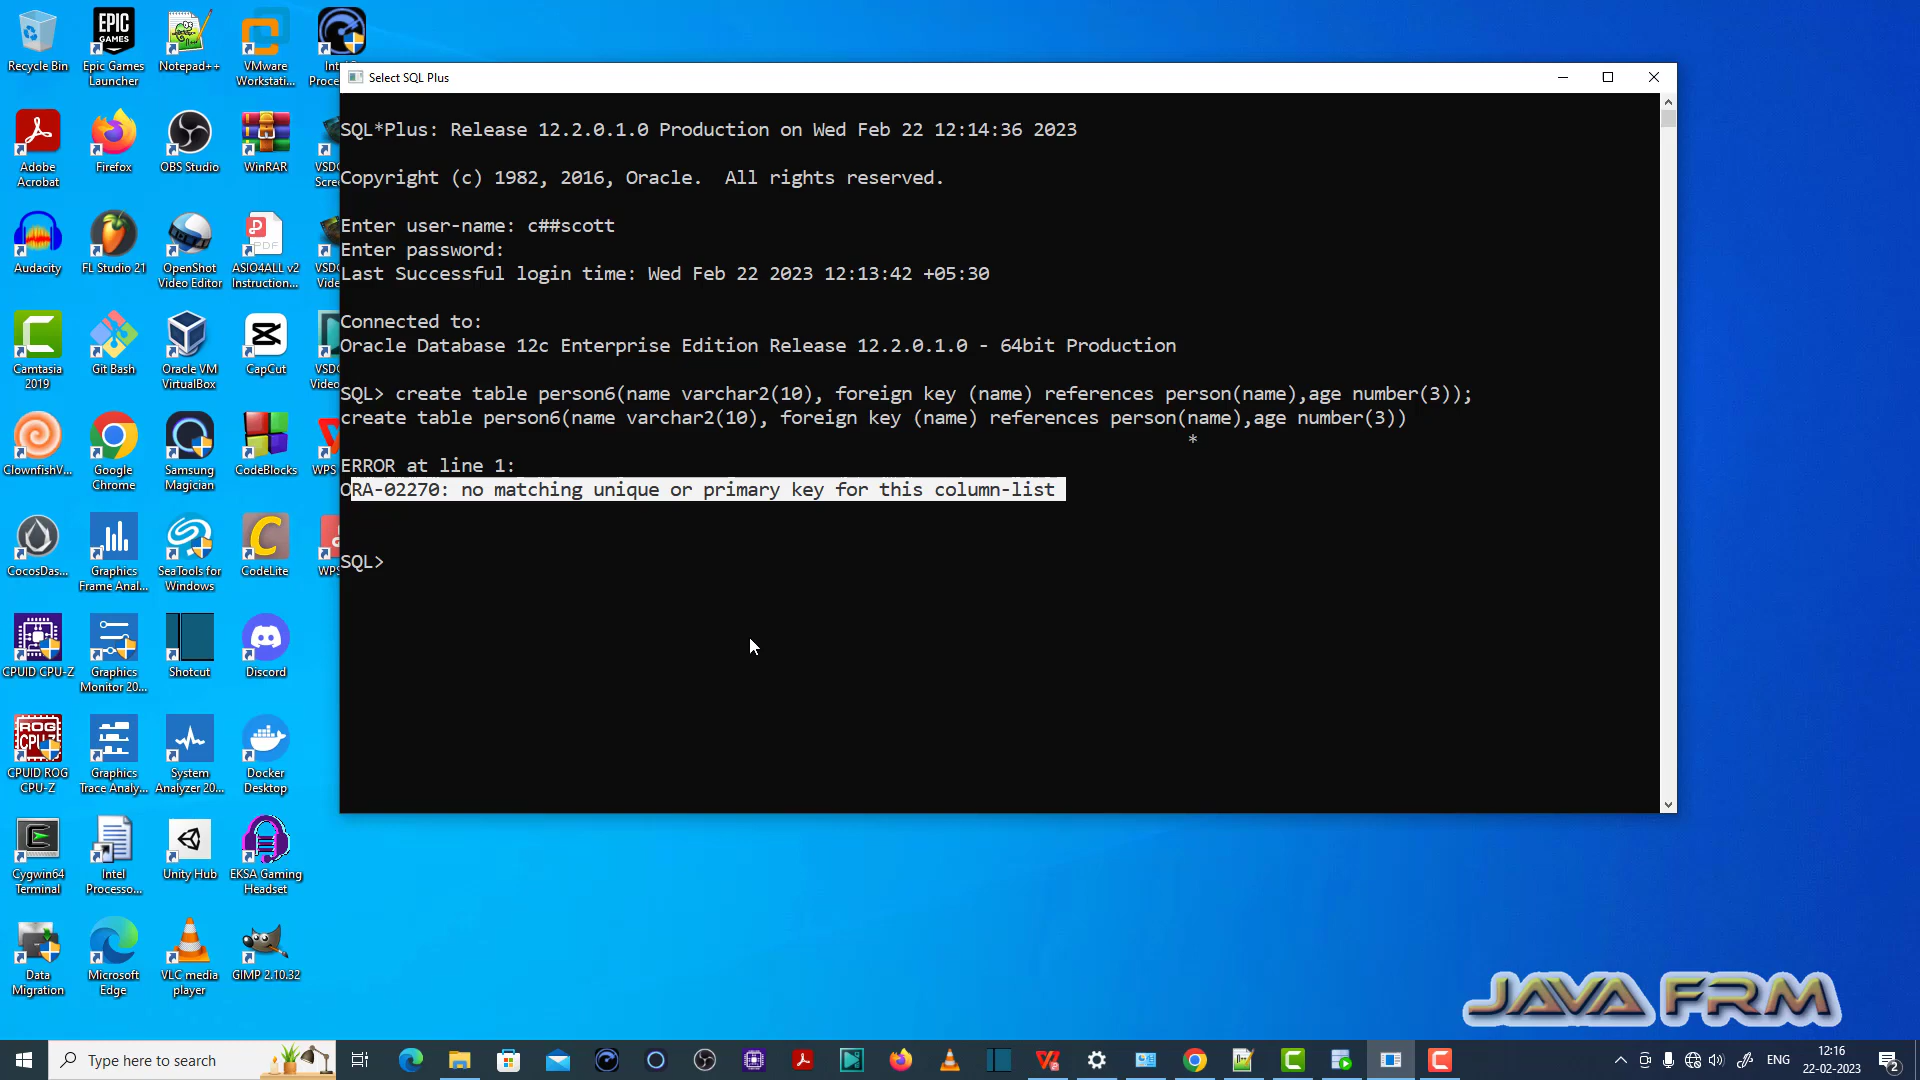 Recycle Bin
Epic Games
Launcher
Notepad++
VMware
Workstati...
Proce
Adobe
Acrobat
Firefox
OBS Studio
WinRAR
Audacity
FL Studio 21
OpenShot
Video Editor
ASIO4ALL v2
Instruction...
Camtasia
2019
Git Bash
Oracle VM
VirtualBox
CapCut
ClownfishV...
Google
Chrome
Samsung
Magician
CodeBlocks
WPS
CocosDas...
Graphics
Frame Anal...
SeaTools for
Windows
CodeLite
WPS
CPUID CPU-Z
Graphics
Monitor 20...
Shotcut
Discord
CPUID ROG
CPU-Z
Graphics
Trace Analy...
System
Analyzer 20...
Docker
Desktop
Cygwin64
Terminal
Intel
Processo...
Unity Hub
EKSA Gaming
Headset
Data
Migration
Microsoft
Edge
VLC media
player
GIMP 2.10.32
Select SQL Plus
SQL*Plus: Release 12.2.0.1.0 Production on Wed Feb 22 12:14:36 2023
Copyright (c) 1982, 2016, Oracle.  All rights reserved.
Enter user-name: c##scott
Enter password:
Last Successful login time: Wed Feb 22 2023 12:13:42 +05:30
Connected to:
Oracle Database 12c Enterprise Edition Release 12.2.0.1.0 - 64bit Production
SQL> create table person6(name varchar2(10), foreign key (name) references person(name),age number(3));
create table person6(name varchar2(10), foreign key (name) references person(name),age number(3))
*
ERROR at line 1:
ORA-02270: no matching unique or primary key for this column-list
SQL>
JAVA FRM
Type here to search
ENG
12:16
22-02-2023
2